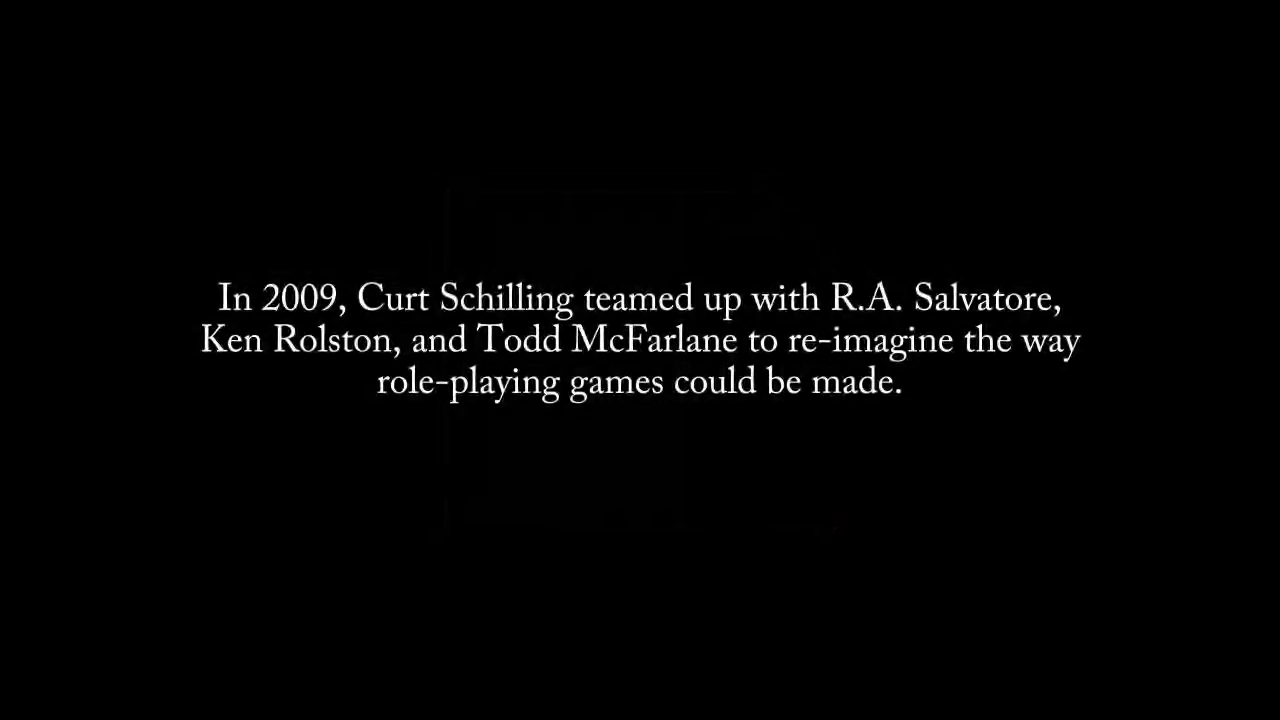 In 2009, Curt Schilling teamed up with R.A. Salvatore,
Ken Rolston, and Todd McFarlane to re-imagine the way
role-playing games could be made.